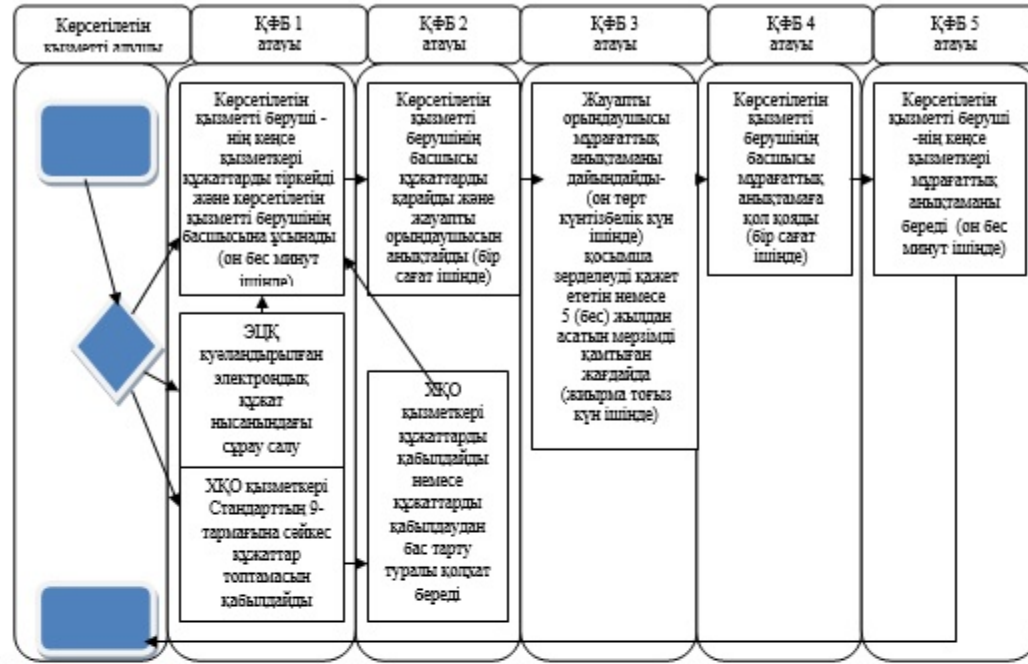 Көрсетілетін
қызметті алушы
ҚФБ 1
атауы
ҚФБ 2
атауы
ҚФБ 3
атауы
ҚФБ 4
атауы
ҚФБ 5
атауы
Көрсетілетін
қызметті беруші -
нің кеңсе
қызметкері
құжаттарды тіркейді
және көрсетілетін
қызметті берушінің
басшысына ұсынады
(он бес минут
ішінде)
ЭЦҚ
куәландырылған
электрондық
құжат
нысанындағы
сұрау салу
ХҚО қызметкері
Стандарттың 9-
тармағына сәйкес
құжаттар
топтамасын
қабылдайды
Көрсетілетін
қызметті
берушінің
басшысы
құжаттарды
қарайды және
жауапты
орындаушысын
анықтайды (бір
сағат ішінде)
ХҚО
қызметкері
құжаттарды
қабылдайды
немесе
құжаттарды
қабылдаудан
бас тарту
туралы қолхат
береді
Жауапты
орындаушысы
мұрағаттық
анықтаманы
дайындайды-
(он төрт
күнтізбелік күн
ішінде)
қосымша
зерделеуді қажет
ететін немесе
5 (бес) жылдан
асатын мерзімді
қамтыған
жағдайда
(жиырма тоғыз
күн ішінде)
Көрсетілетін
қызметті
берушінің
басшысы
мұрағаттық
анықтамаға
қол қояды
(бір сағат
ішінде)
Көрсетілетін
қызметті беруші
-нің кеңсе
қызметкері
мұрағаттық
анықтаманы
береді (он бес
минут ішінде)